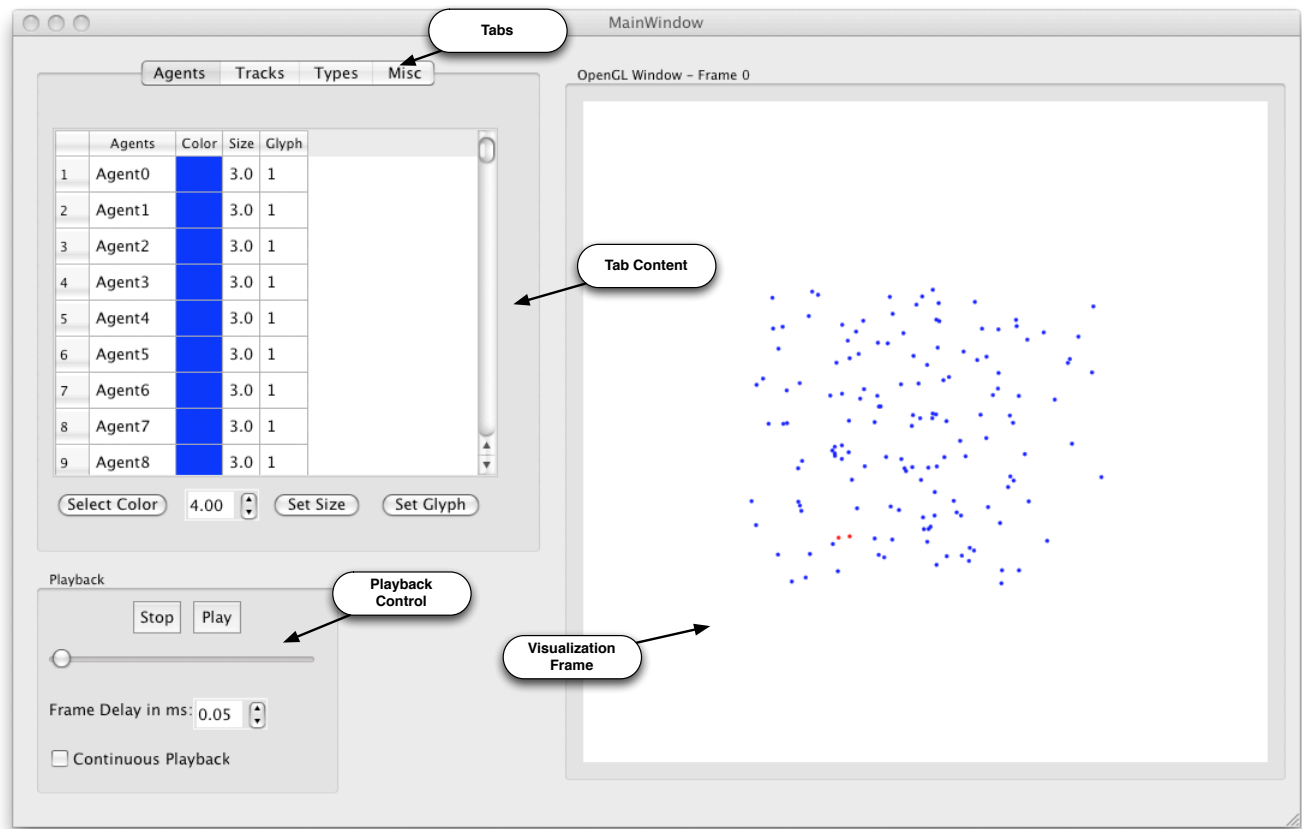 MainWindow
Tabs
Agents Tracks Types Misc
OpenGL Window – Frame 0
Agents Color Size Glyph
1 Agent0 3.0 1
2 Agent1 3.0 1
3 Agent2 3.0 1
4 Agent3 3.0 1
5 Agent4 3.0 1
6 Agent5 3.0 1
7 Agent6 3.0 1
8 Agent7 3.0 1
9 Agent8 3.0 1
Tab Content
Select Color 4.00 Set Size Set Glyph
Playback
Playback
Control
Stop Play
Visualization
Frame
Frame Delay in ms: 0.05
Continuous Playback